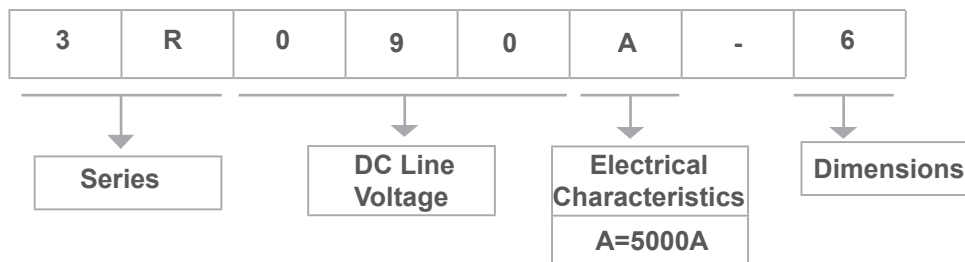 3 R 0 9 0 A - 6
Series
DC Line
Voltage
Electrical
Characteristics
A=5000A
Dimensions